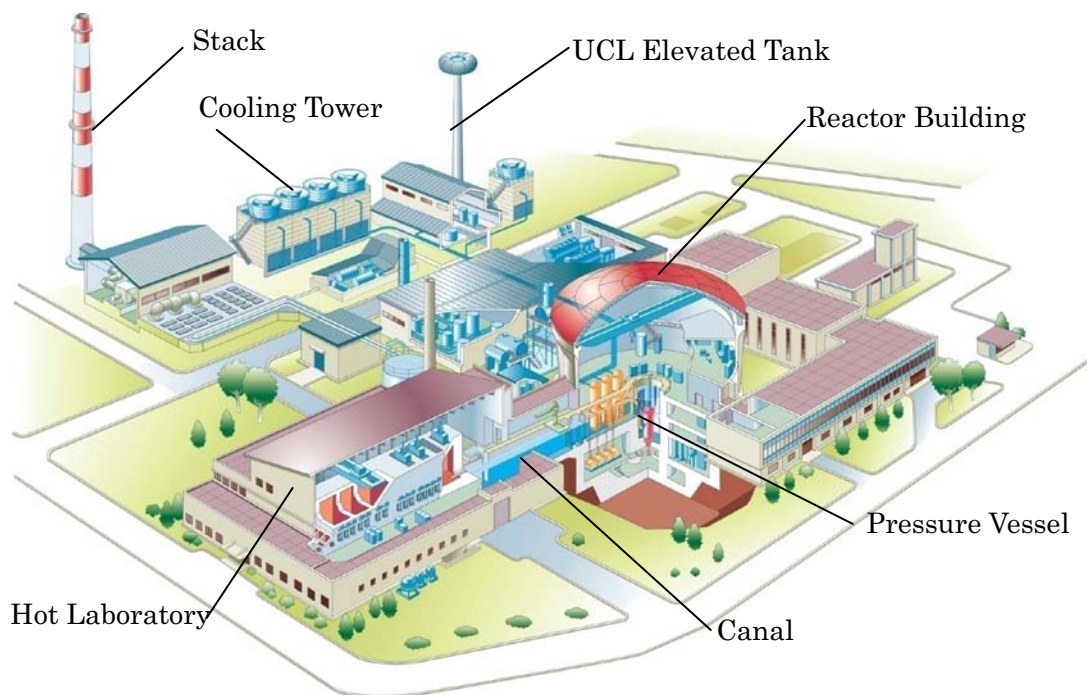 Stack
UCL Elevated Tank
Cooling Tower
Reactor Building
Pressure Vessel
Hot Laboratory
Canal